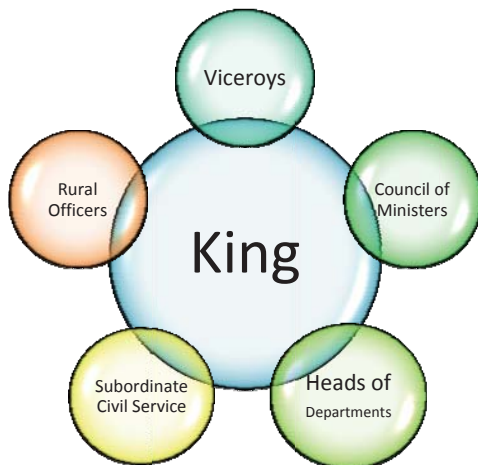 Viceroys
Rural
Officers
Council of
Ministers
King
Subordinate
Civil Service
Heads of
Departments